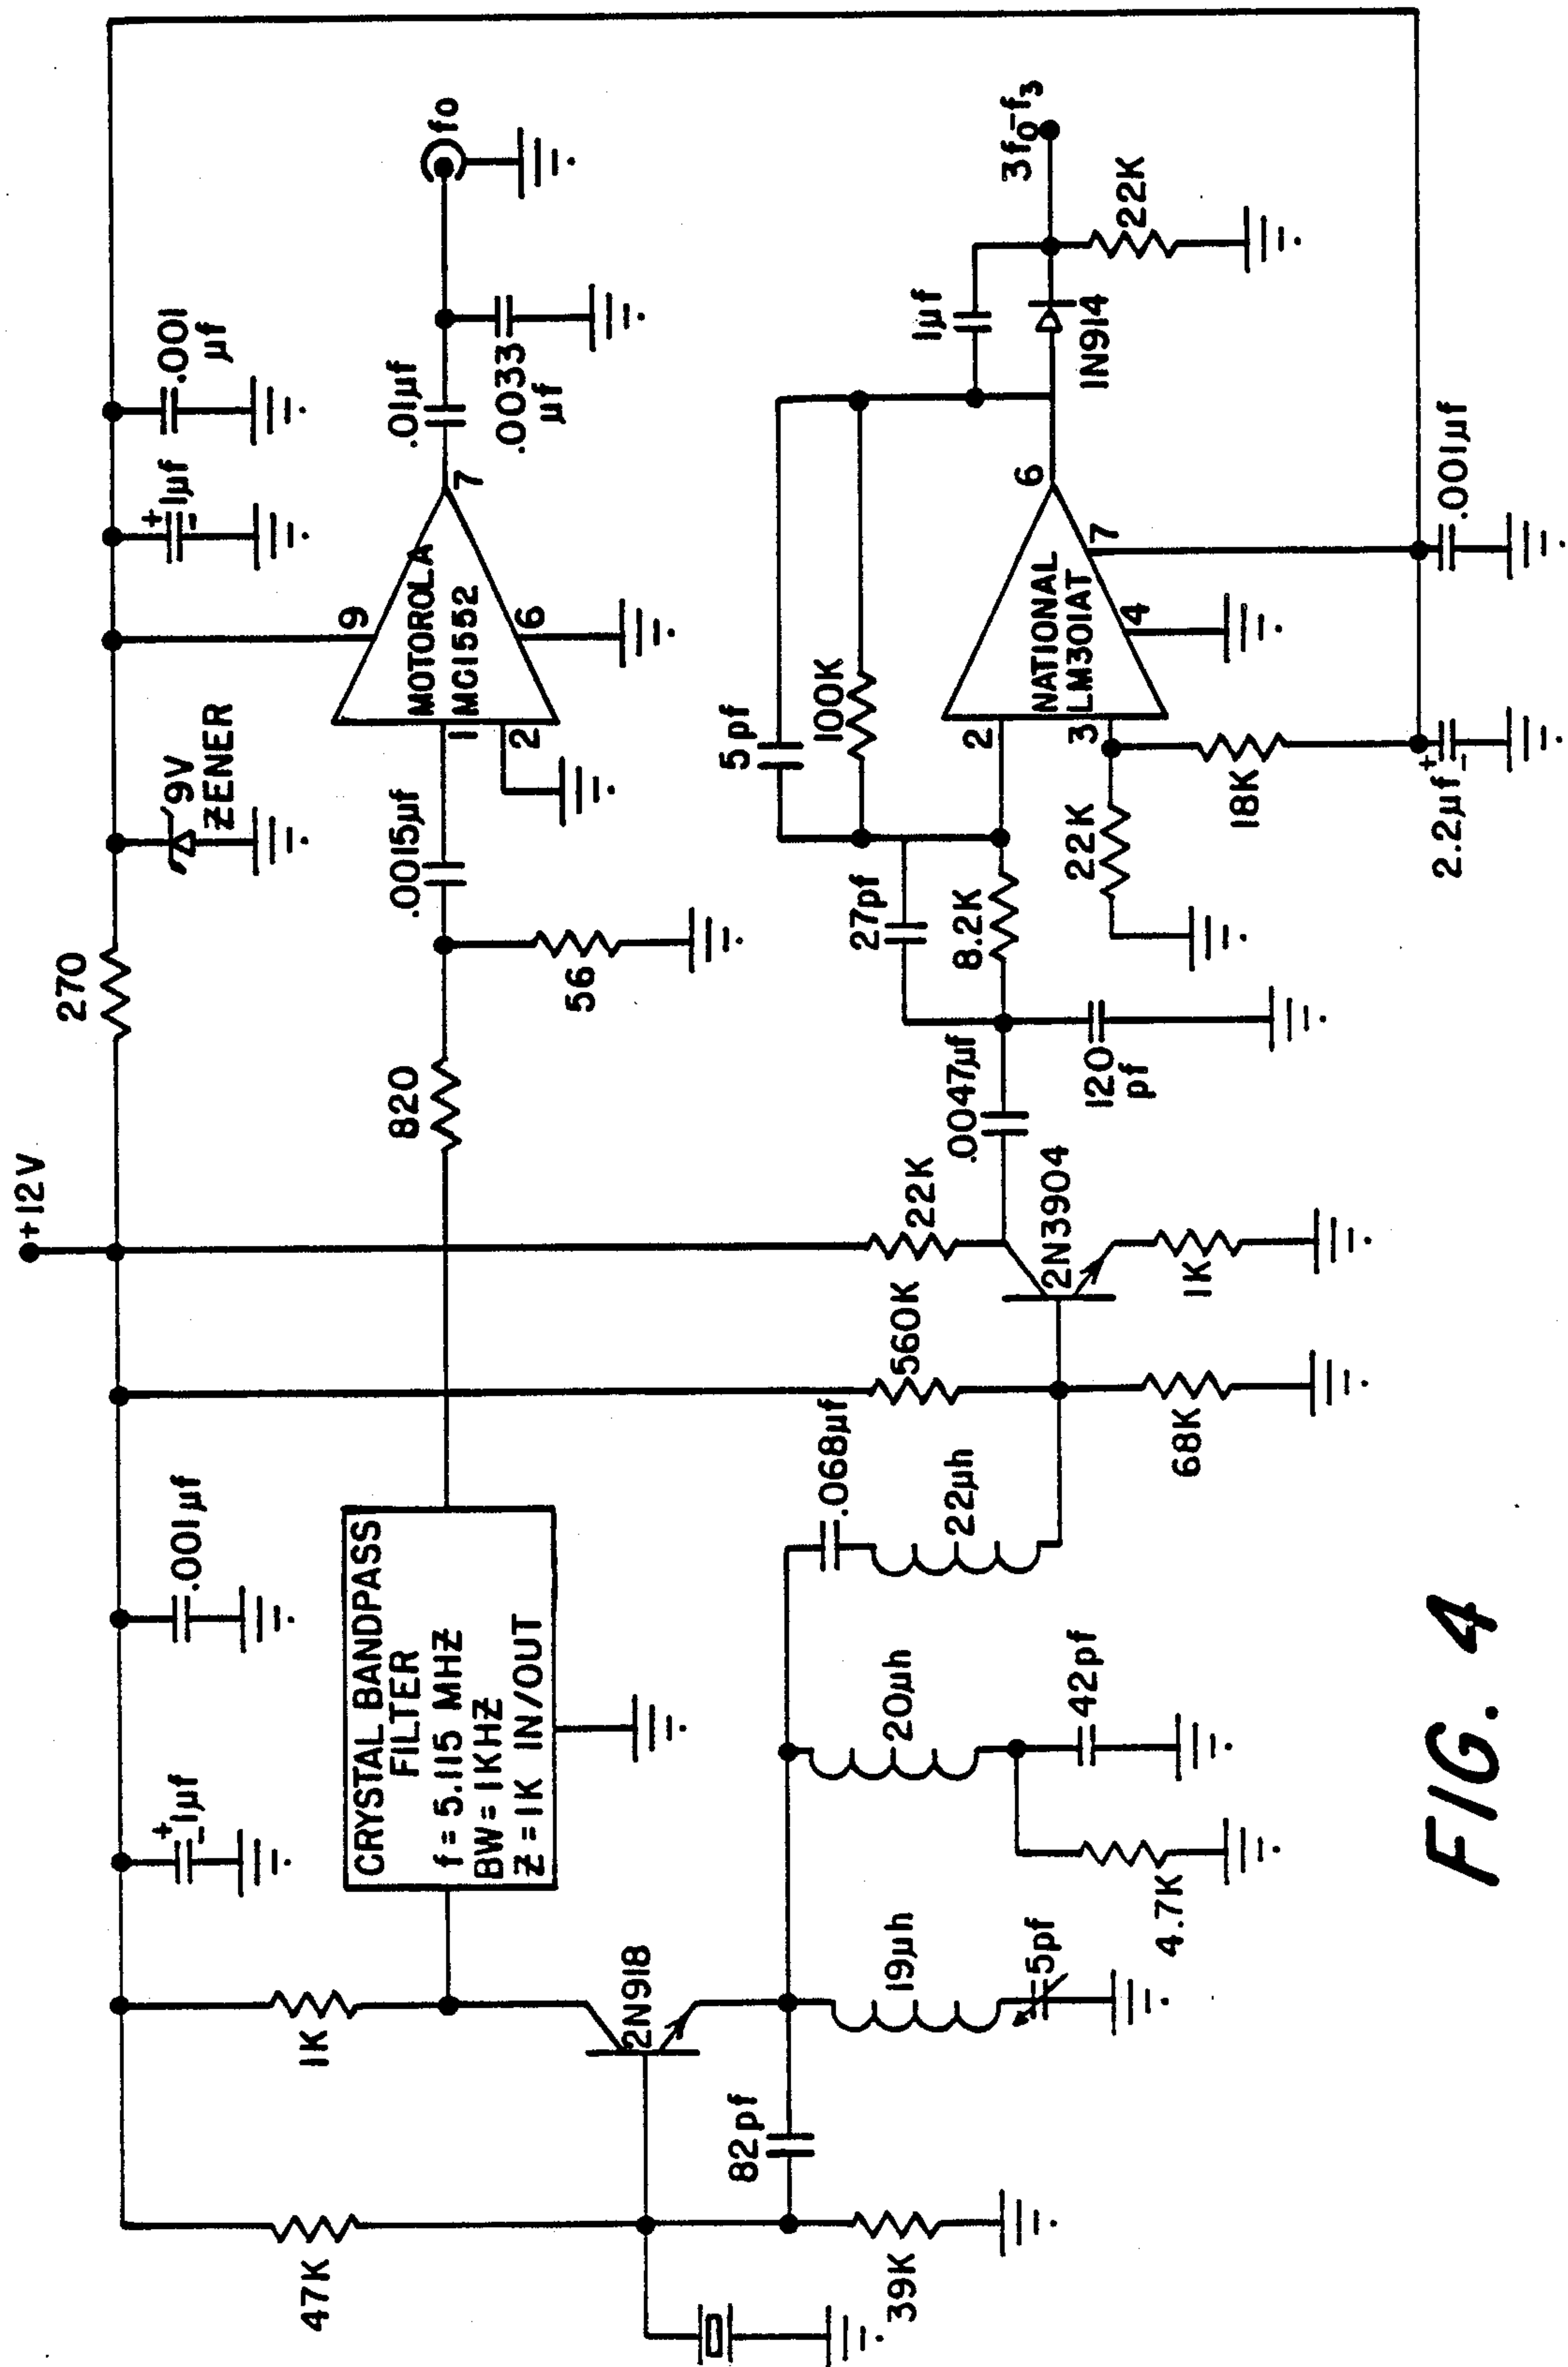 +12V
270
9V
ZENER
+
1µf
-
.001
µf
47K
1K
+
1µf
-
.001µf
CRYSTAL BANDPASS
FILTER
f = 5.115 MHZ
BW = 1KHZ
Z = 1K IN/OUT
820
56
.0015µf
1
2
9
6
7
MOTOROLA
MC1552
.01µf
.0033
µf
fo
2N918
82pf
39K
19µh
5pf
20µh
4.7K
42pf
.068µf
22µh
560K
68K
22K
2N3904
1K
.0047µf
120
pf
27pf
8.2K
5pf
100K
2
3
6
7
4
NATIONAL
LM301AT
22K
18K
2.2µf
+
-
.001µf
1µf
1N914
22K
3fo-f3
FIG. 4